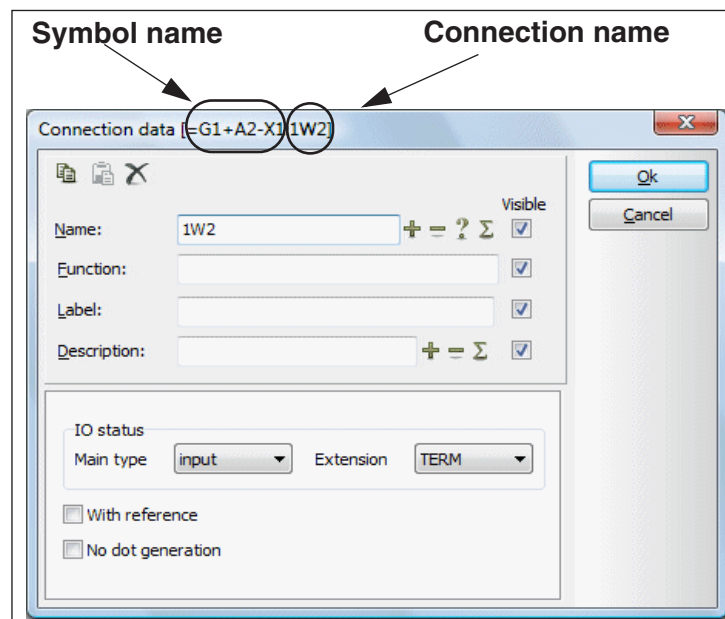 Symbol name Connection name
Connection data [=G1+A2-X1 1W2]
Ok
Cancel
Visible
Name: 1W2
Function:
Label:
Description:
IO status
Main type input Extension TERM
With reference
No dot generation